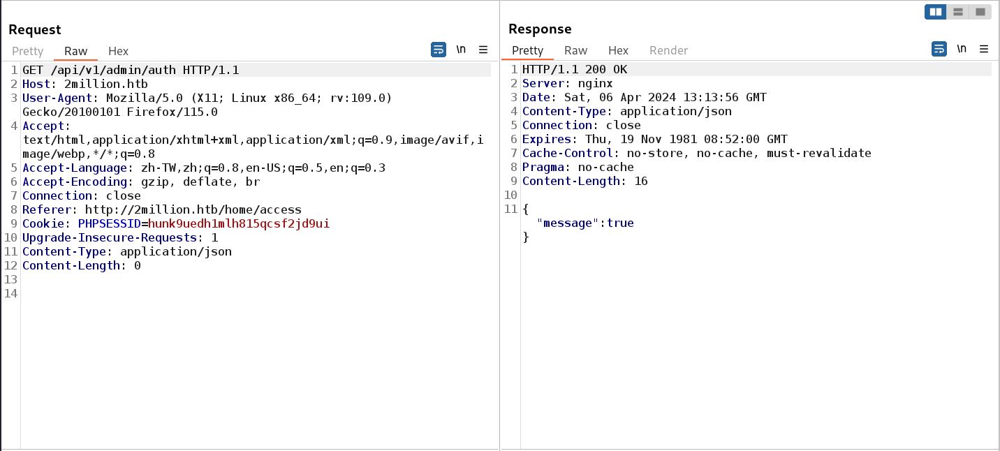 Request
Pretty Raw Hex \n
1 GET /api/v1/admin/auth HTTP/1.1
2 Host: 2million.htb
3 User-Agent: Mozilla/5.0 (X11; Linux x86_64; rv:109.0)
Gecko/20100101 Firefox/115.0
4 Accept:
text/html,application/xhtml+xml,application/xml;q=0.9,image/avif,i
mage/webp,*/*;q=0.8
5 Accept-Language: zh-TW,zh;q=0.8,en-US;q=0.5,en;q=0.3
6 Accept-Encoding: gzip, deflate, br
7 Connection: close
8 Referer: http://2million.htb/home/access
9 Cookie: PHPSESSID=hunk9uedh1mlh815qcsf2jd9ui
10 Upgrade-Insecure-Requests: 1
11 Content-Type: application/json
12 Content-Length: 0
13
14
Response
Pretty Raw Hex Render \n
1 HTTP/1.1 200 OK
2 Server: nginx
3 Date: Sat, 06 Apr 2024 13:13:56 GMT
4 Content-Type: application/json
5 Connection: close
6 Expires: Thu, 19 Nov 1981 08:52:00 GMT
7 Cache-Control: no-store, no-cache, must-revalidate
8 Pragma: no-cache
9 Content-Length: 16
10
11 {
"message":true
}